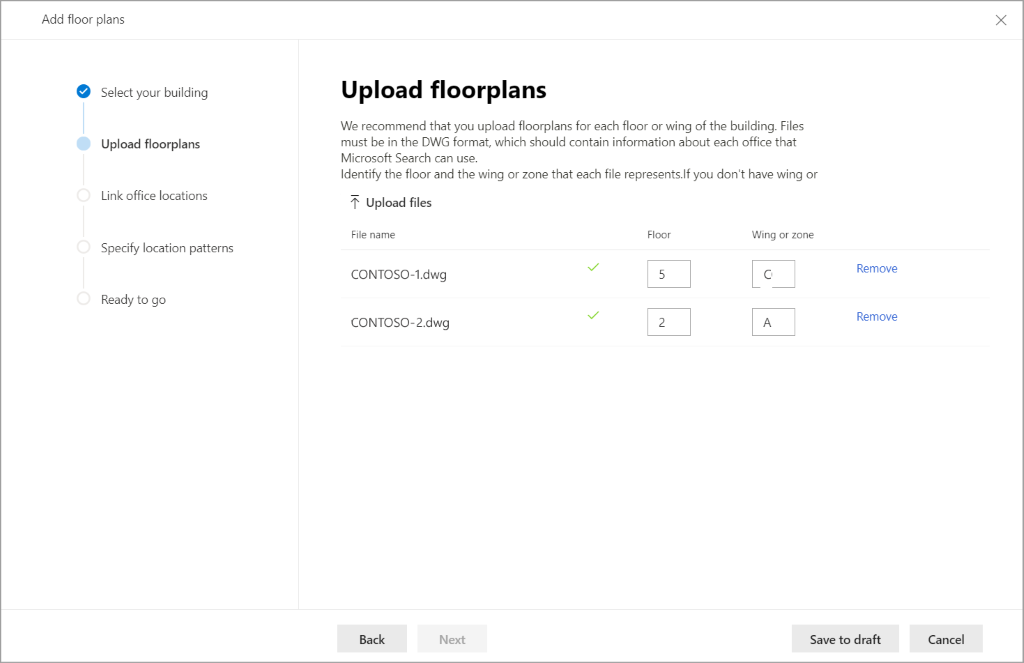 Add floor plans
Select your building
Upload floorplans
Link office locations
Specify location patterns
Ready to go
Upload floorplans
We recommend that you upload floorplans for each floor or wing of the building. Files
must be in the DWG format, which should contain information about each office that
Microsoft Search can use.
Identify the floor and the wing or zone that each file represents.If you don't have wing or
Upload files
File name Floor Wing or zone
CONTOSO-1.dwg 5 C Remove
CONTOSO-2.dwg 2 A Remove
Back Next Save to draft Cancel